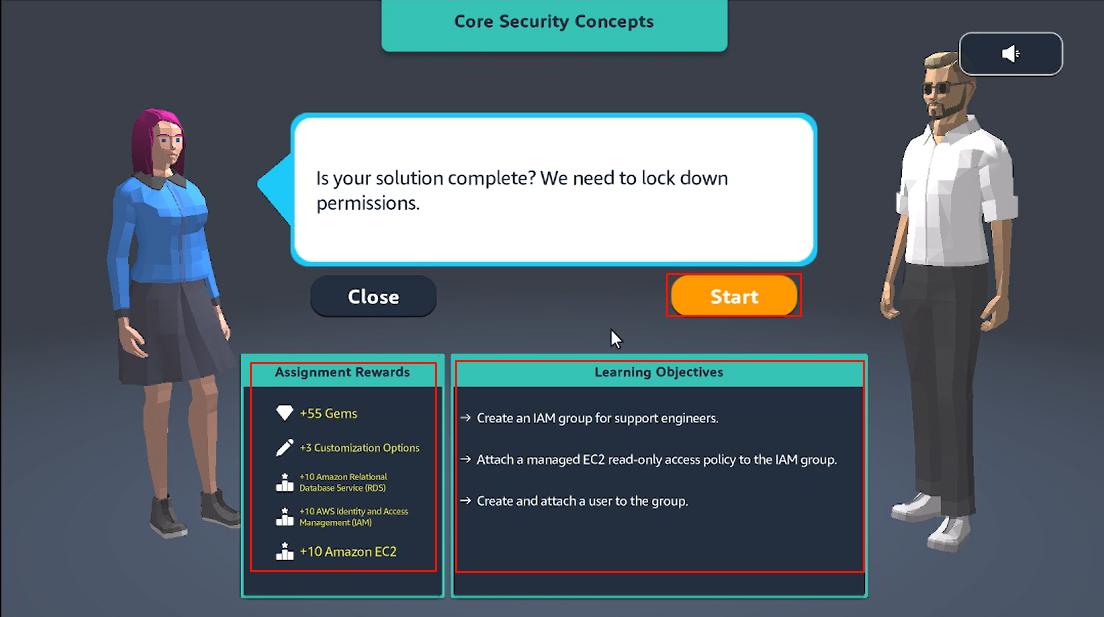 Core Security Concepts
Is your solution complete? We need to lock down
permissions.
Close
Start
Assignment Rewards
+55 Gems
+3 Customization Options
+10 Amazon Relational
Database Service (RDS)
+10 AWS Identity and Access
Management (IAM)
+10 Amazon EC2
Learning Objectives
→ Create an IAM group for support engineers.
→ Attach a managed EC2 read-only access policy to the IAM group.
→ Create and attach a user to the group.